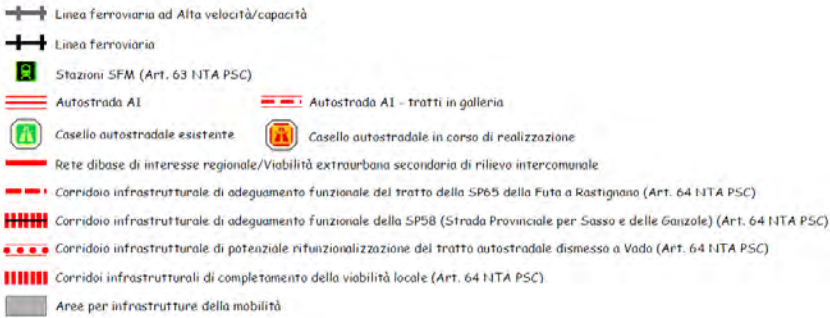 Linea ferroviaria ad Alta velocità/capacità
Linea ferroviaria
Stazioni SFM (Art. 63 NTA PSC)
Autostrada A1 Autostrada A1 - tratti in galleria
Casello autostradale esistente Casello autostradale in corso di realizzazione
Rete dibase di interesse regionale/Viabilità extraurbana secondaria di rilievo intercomunale
Corridoio infrastrutturale di adeguamento funzionale del tratto della SP65 della Futa a Rastignano (Art. 64 NTA PSC)
Corridoio infrastrutturale di adeguamento funzionale della SP58 (Strada Provinciale per Sasso e delle Ganzole) (Art. 64 NTA PSC)
Corridoio infrastrutturale di potenziale rifunzionalizzazione del tratto autostradale dismesso a Vado (Art. 64 NTA PSC)
Corridoi infrastrutturali di completamento della viabilità locale (Art. 64 NTA PSC)
Aree per infrastrutture della mobilità